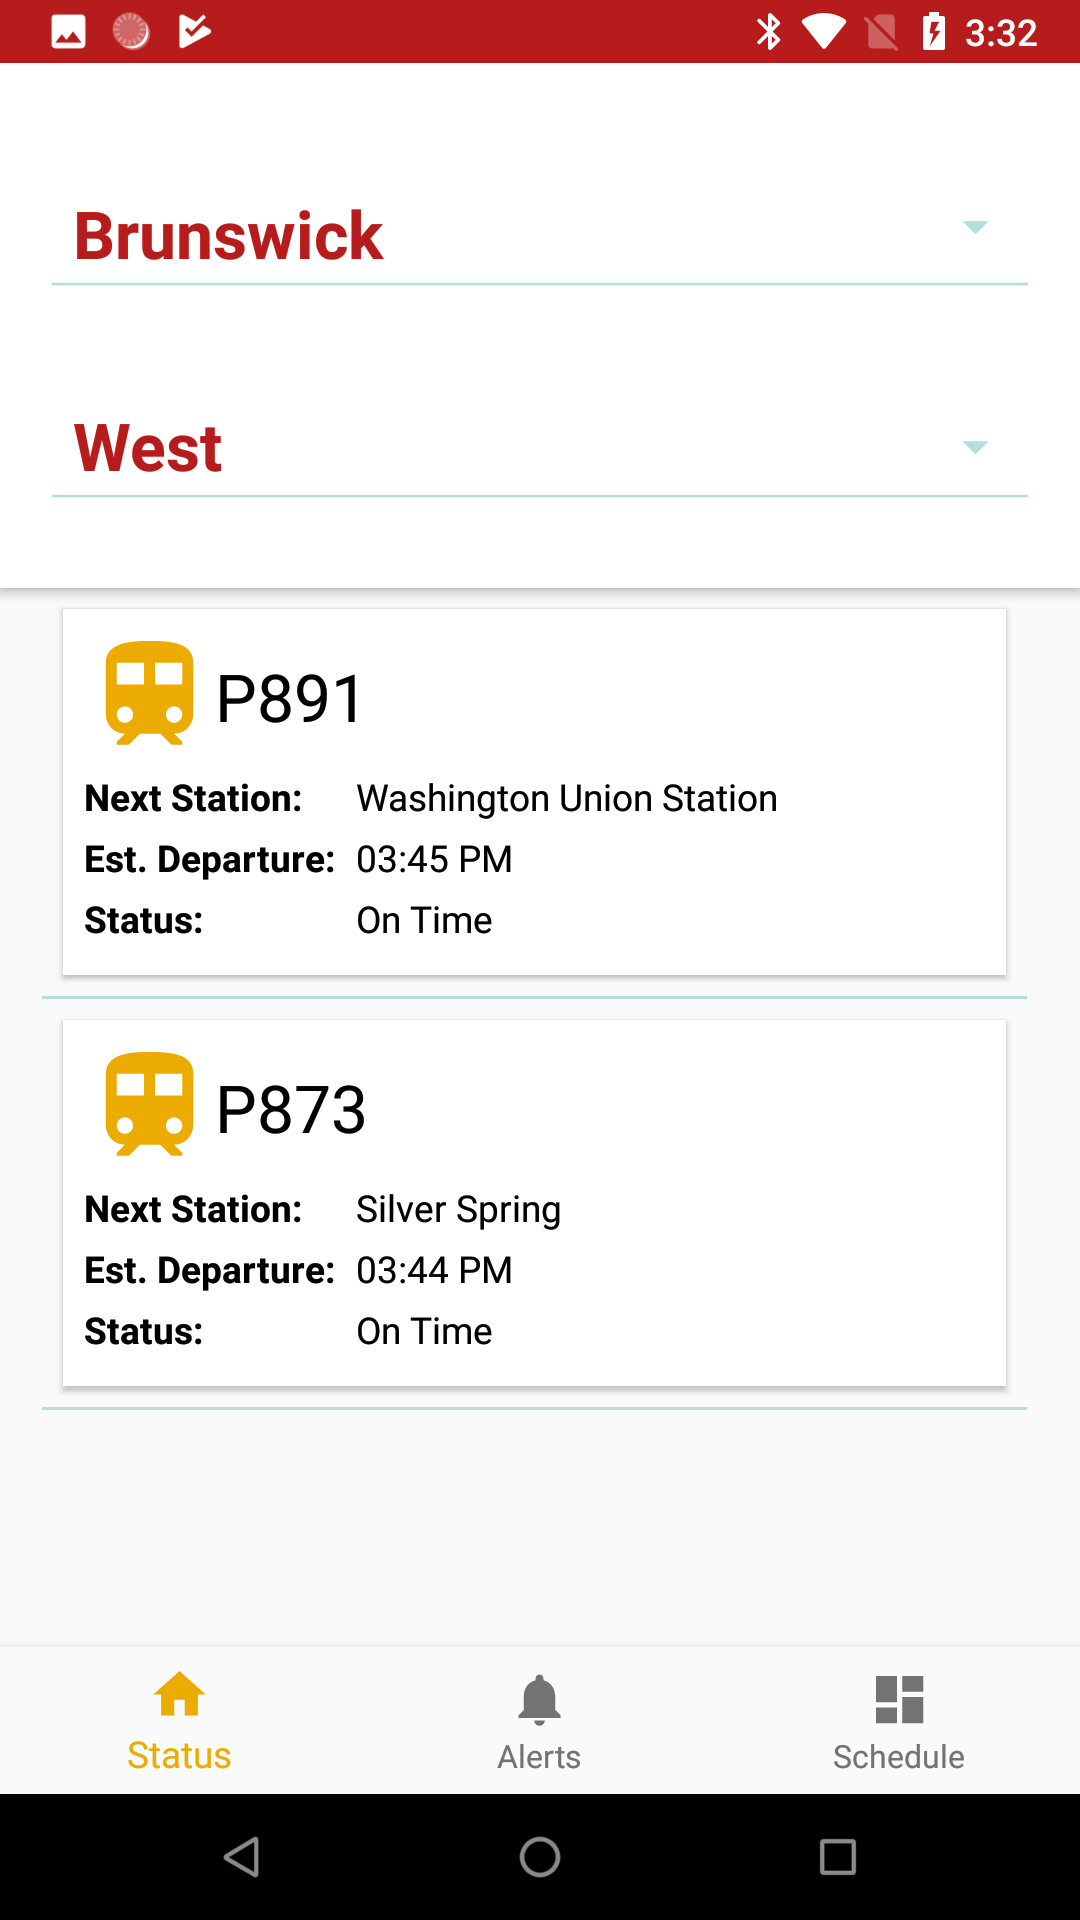 3:32
Brunswick
West
P891
Next Station: Washington Union Station
Est. Departure: 03:45 PM
Status: On Time
P873
Next Station: Silver Spring
Est. Departure: 03:44 PM
Status: On Time
Status Alerts Schedule